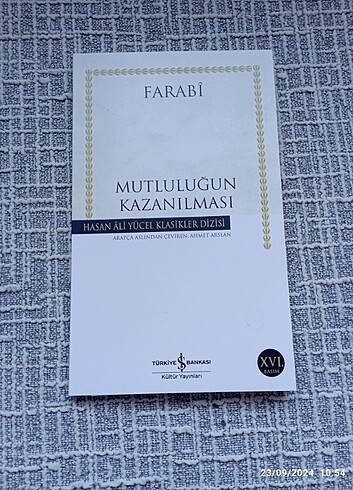 FARABÎ
MUTLULUĞUN
KAZANILMASI
HASAN ÂLİ YÜCEL KLASİKLER DİZİSİ
ARAPÇA ASLINDAN ÇEVİREN: AHMET ARSLAN
TÜRKİYE İŞ BANKASI
Kültür Yayınları
XVI.
BASIM
23/09/2024 10:54